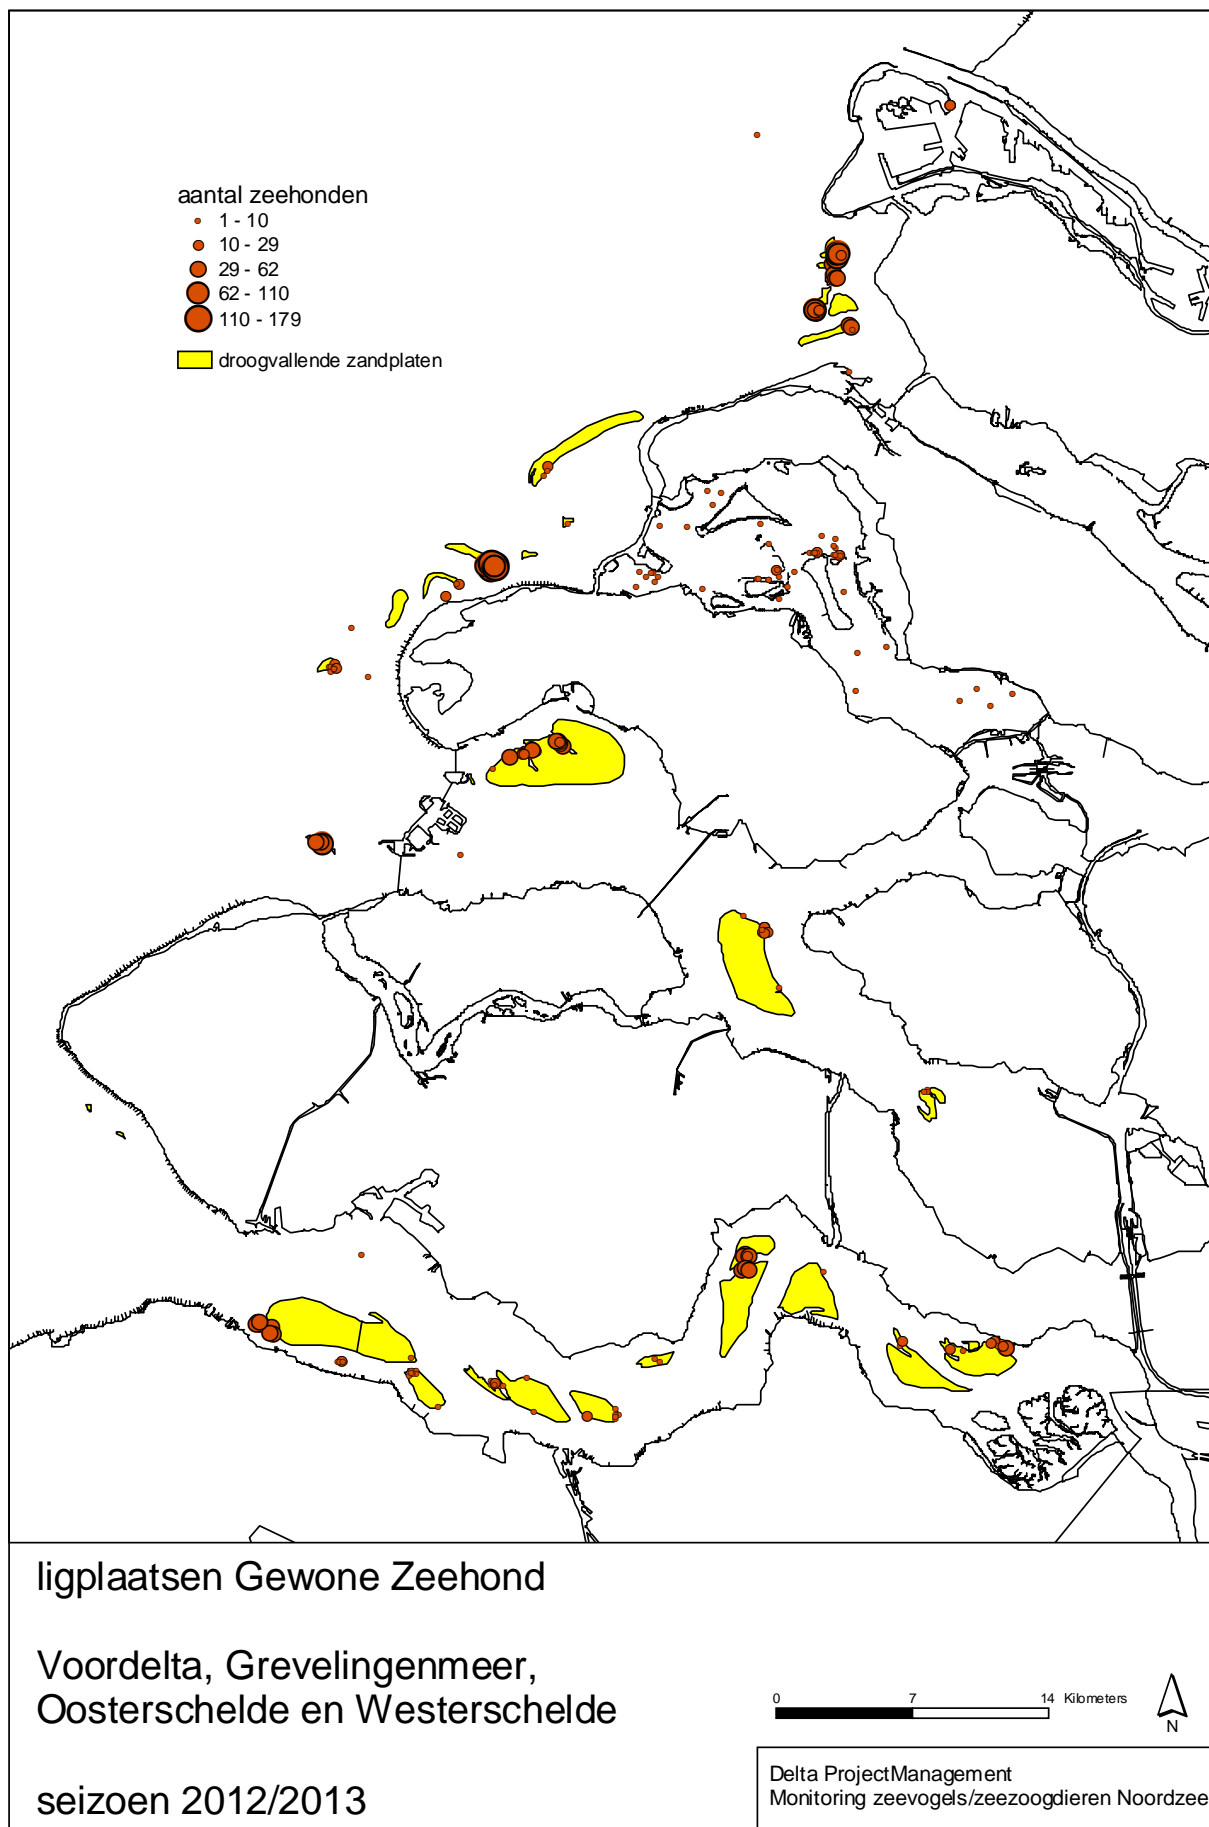 aantal zeehonden
1 - 10
10 - 29
29 - 62
62 - 110
110 - 179
droogvallende zandplaten
ligplaatsen Gewone Zeehond
Voordelta, Grevelingenmeer,
Oosterschelde en Westerschelde
seizoen 2012/2013
0 7 14 Kilometers
N
Delta ProjectManagement
Monitoring zeevogels/zeezoogdieren Noordzee